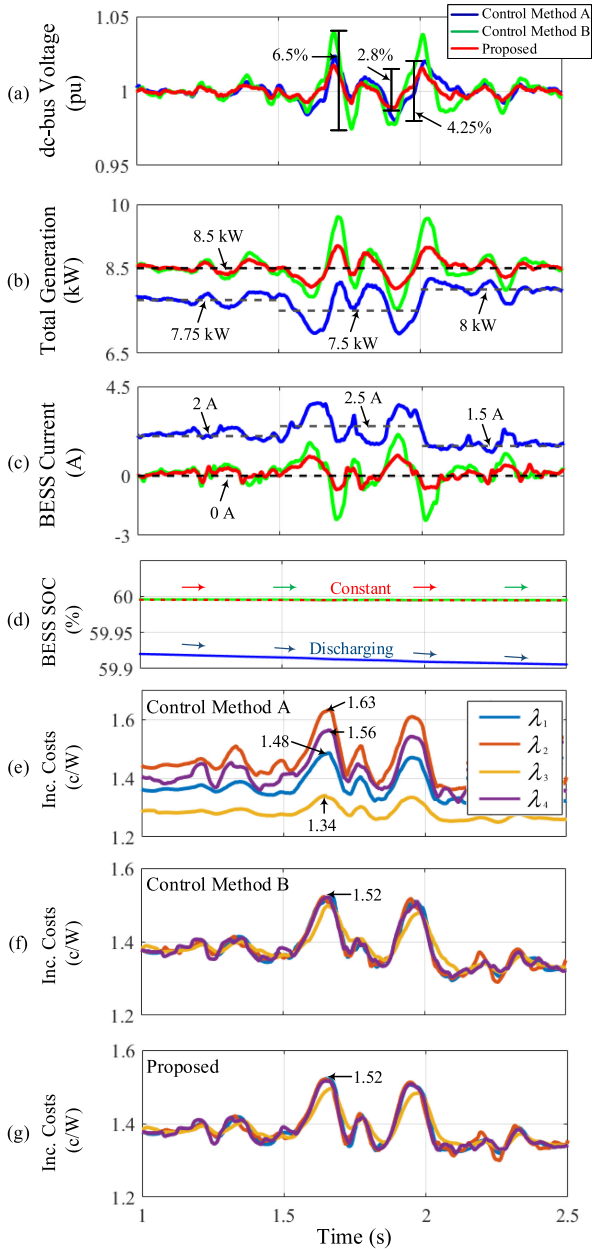 Control Method A
Control Method B
Proposed
(a)
dc-bus Voltage
(pu)
1.05
1
0.95
6.5%
2.8%
4.25%
(b)
Total Generation
(kW)
10
8.5
6.5
8.5 kW
7.75 kW
7.5 kW
8 kW
(c)
BESS Current
(A)
4.5
0
-3
2 A
2.5 A
1.5 A
0 A
(d)
BESS SOC
(%)
60
59.95
59.9
Constant
Discharging
(e)
Inc. Costs
(c/W)
1.6
1.4
1.2
Control Method A
1.63
1.56
1.48
1.34
λ1
λ2
λ3
λ4
(f)
Inc. Costs
(c/W)
1.6
1.4
1.2
Control Method B
1.52
(g)
Inc. Costs
(c/W)
1.6
1.4
1.2
Proposed
1.52
1
1.5
2
2.5
Time (s)